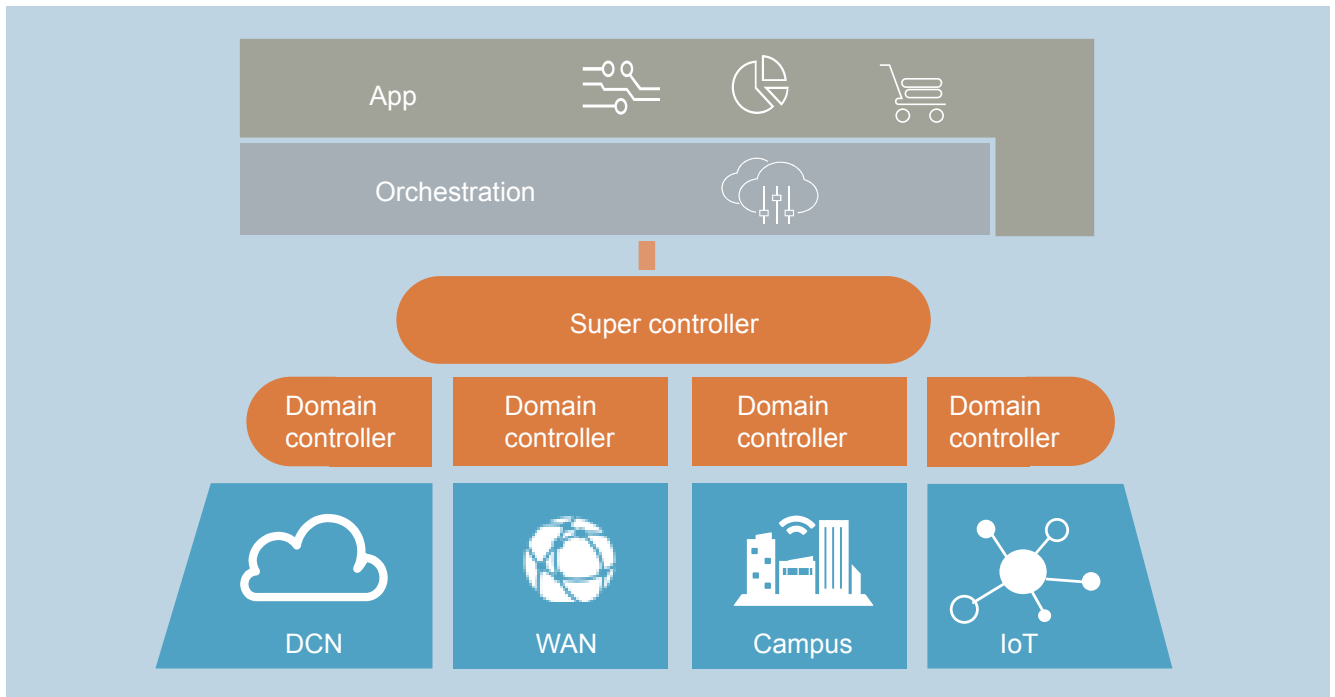 App
Orchestration
Super controller
Domain
controller
Domain
controller
Domain
controller
Domain
controller
DCN
WAN
Campus
IoT